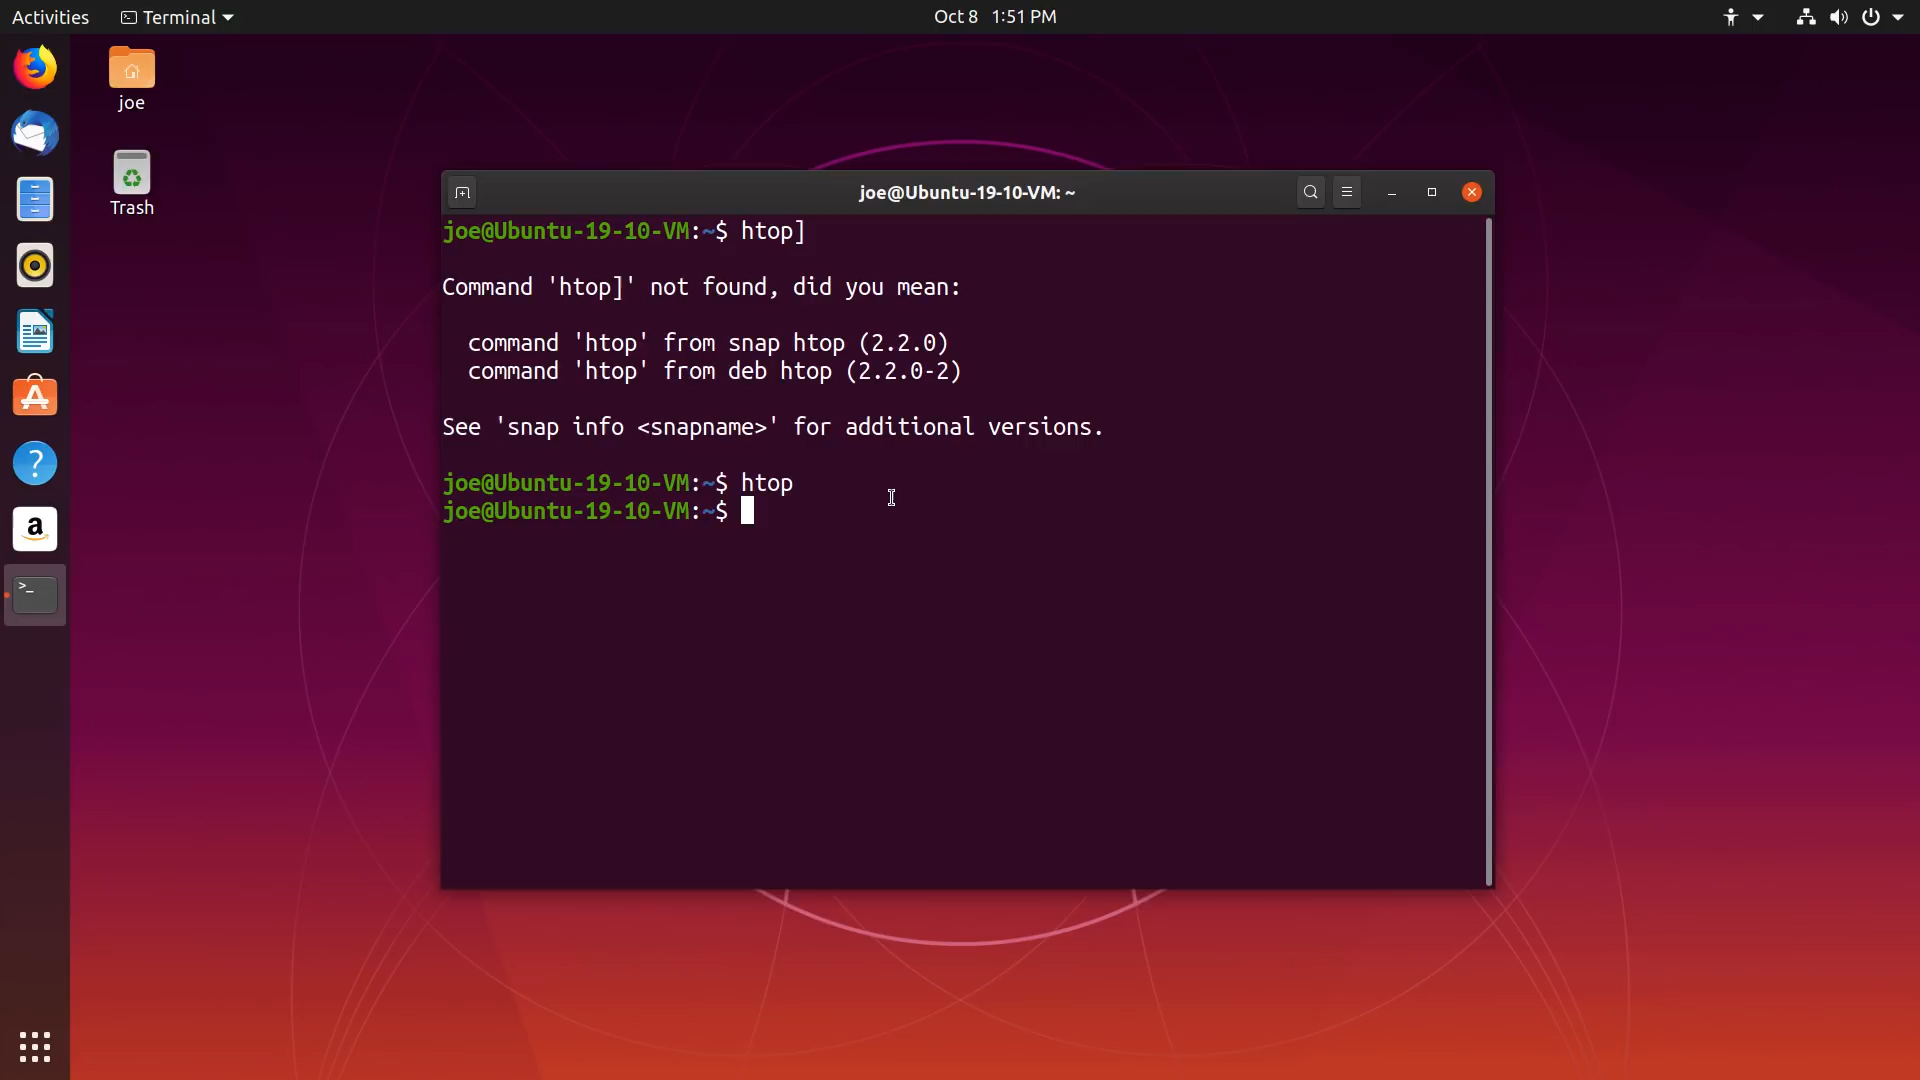 Activities
Terminal
Oct 8 1:51 PM
joe
Trash
joe@Ubuntu-19-10-VM: ~
joe@Ubuntu-19-10-VM:~$ htop]
Command 'htop]' not found, did you mean:
command 'htop' from snap htop (2.2.0)
command 'htop' from deb htop (2.2.0-2)
See 'snap info <snapname>' for additional versions.
joe@Ubuntu-19-10-VM:~$ htop
joe@Ubuntu-19-10-VM:~$